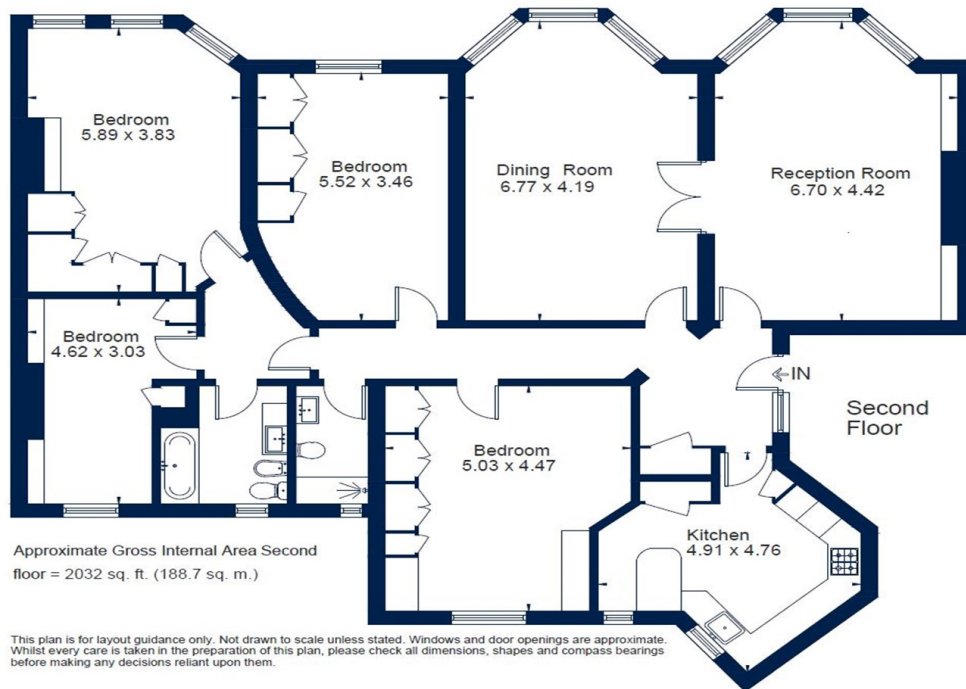 Bedroom
5.89 x 3.83
Bedroom
5.52 x 3.46
Dining Room
6.77 x 4.19
Reception Room
6.70 x 4.42
Bedroom
4.62 x 3.03
IN
Second
Floor
Bedroom
5.03 x 4.47
Kitchen
4.91 x 4.76
Approximate Gross Internal Area Second
floor = 2032 sq. ft. (188.7 sq. m.)
This plan is for layout guidance only. Not drawn to scale unless stated. Windows and door openings are approximate.
Whilst every care is taken in the preparation of this plan, please check all dimensions, shapes and compass bearings
before making any decisions reliant upon them.